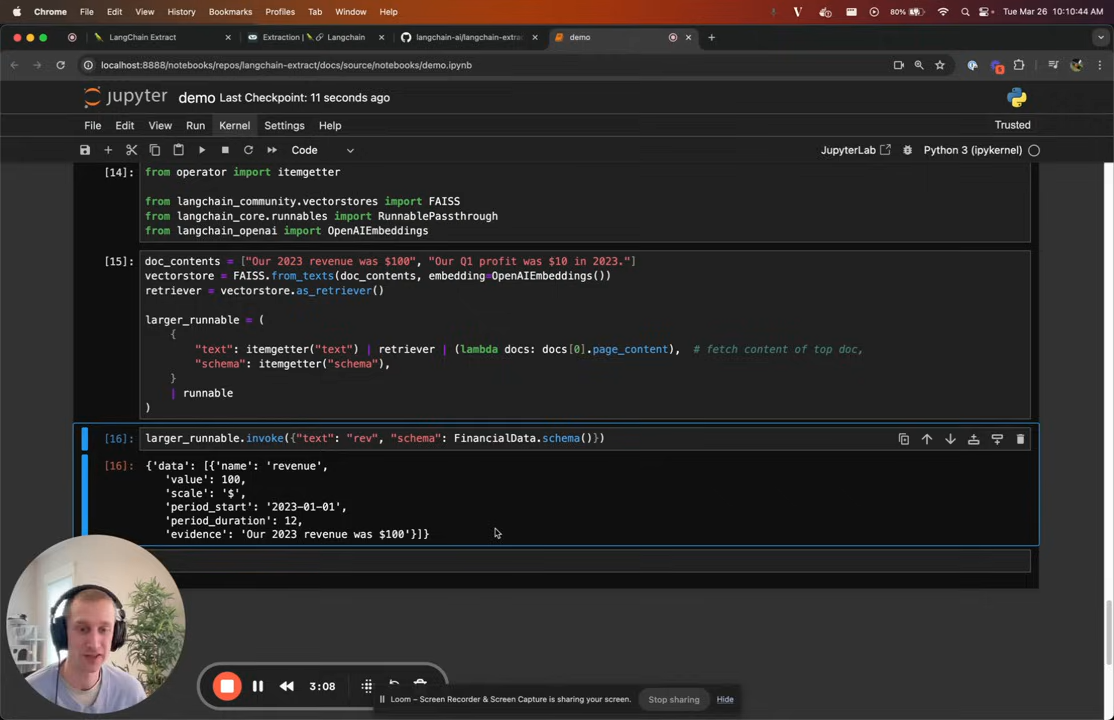 Chrome File Edit View History Bookmarks Profiles Tab Window Help 80% Tue Mar 26 10:10:44 AM
LangChain Extract Extraction | Langchain langchain-ai/langchain-extra demo
localhost:8888/notebooks/repos/langchain-extract/docs/source/notebooks/demo.ipynb
jupyter demo Last Checkpoint: 11 seconds ago
File Edit View Run Kernel Settings Help Trusted
Code JupyterLab Python 3 (ipykernel)
[14]: from operator import itemgetter
from langchain_community.vectorstores import FAISS
from langchain_core.runnables import RunnablePassthrough
from langchain_openai import OpenAIEmbeddings
[15]: doc_contents = ["Our 2023 revenue was $100", "Our Q1 profit was $10 in 2023."]
vectorstore = FAISS.from_texts(doc_contents, embedding=OpenAIEmbeddings())
retriever = vectorstore.as_retriever()
larger_runnable = (
{
"text": itemgetter("text") | retriever | (lambda docs: docs[0].page_content), # fetch content of top doc,
"schema": itemgetter("schema"),
}
| runnable
)
[16]: larger_runnable.invoke({"text": "rev", "schema": FinancialData.schema()})
[16]: {'data': [{'name': 'revenue',
'value': 100,
'scale': '$',
'period_start': '2023-01-01',
'period_duration': 12,
'evidence': 'Our 2023 revenue was $100'}]}
3:08
Loom – Screen Recorder & Screen Capture is sharing your screen. Stop sharing Hide